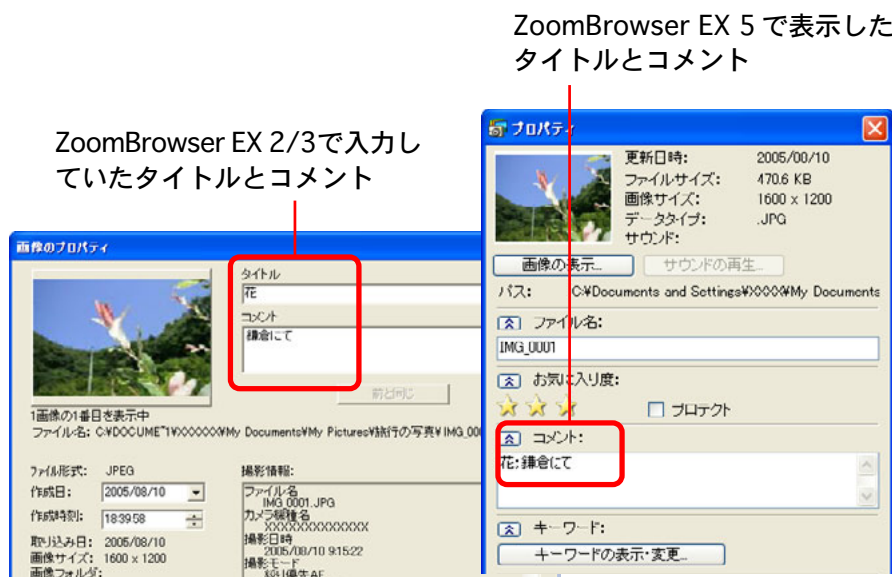 ZoomBrowser EX 5 で表示した
タイトルとコメント
ZoomBrowser EX 2/3で入力し
ていたタイトルとコメント
画像のプロパティ
タイトル
花
コメント
鎌倉にて
前と同じ
1画像の1番目を表示中
ファイル名: C:¥DOCUME~1¥XXXXXX¥My Documents¥My Pictures¥旅行の写真¥IMG_00
ファイル形式: JPEG
作成日: 2005/08/10
作成時刻: 18:39:58
取り込み日: 2005/08/10
画像サイズ: 1600 x 1200
画像フォルダ:
撮影情報:
ファイル名
IMG_0001.JPG
カメラ機種名
XXXXXXXXXXXXXX
撮影日時
2005/08/10 9:15:22
撮影モード
絞り優先AE
プロパティ
更新日時: 2005/08/10
ファイルサイズ: 470.6 KB
画像サイズ: 1600 x 1200
データタイプ: .JPG
サウンド:
画像の表示...
サウンドの再生...
パス: C:¥Documents and Settings¥XXXX¥My Documents
ファイル名:
IMG_0001
お気に入り度:
プロテクト
コメント:
花; 鎌倉にて
キーワード:
キーワードの表示・変更...